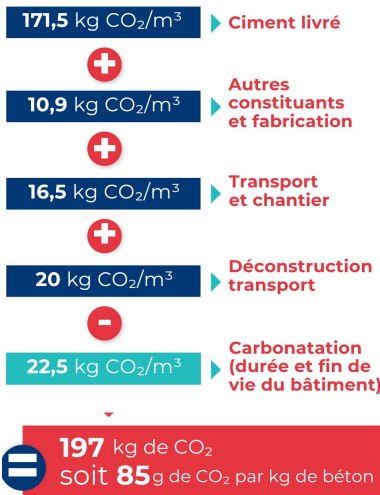 171,5 kg CO₂/m³ Ciment livré
+
10,9 kg CO₂/m³ Autres
constituants
et fabrication
+
16,5 kg CO₂/m³ Transport
et chantier
+
20 kg CO₂/m³ Déconstruction
transport
-
22,5 kg CO₂/m³ Carbonatation
(durée et fin de
vie du bâtiment)
= 197 kg de CO₂
soit 85 g de CO₂ par kg de béton